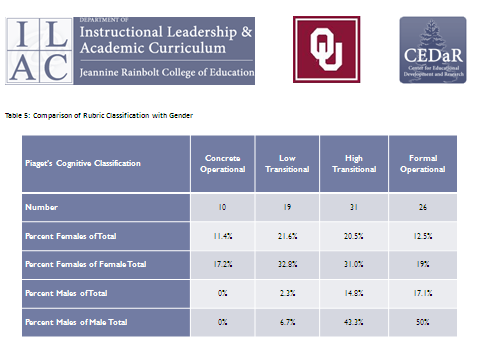 DEPARTMENT OF
ILAC
Instructional Leadership &
Academic Curriculum
Jeannine Rainbolt College of Education
OU
CEDaR
Center for Educational
Development and Research
Table 5: Comparison of Rubric Classification with Gender
Piaget's Cognitive Classification Concrete Operational Low Transitional High Transitional Formal Operational
Number 10 19 31 26
Percent Females of Total 11.4% 21.6% 20.5% 12.5%
Percent Females of Female Total 17.2% 32.8% 31.0% 19%
Percent Males of Total 0% 2.3% 14.8% 17.1%
Percent Males of Male Total 0% 6.7% 43.3% 50%